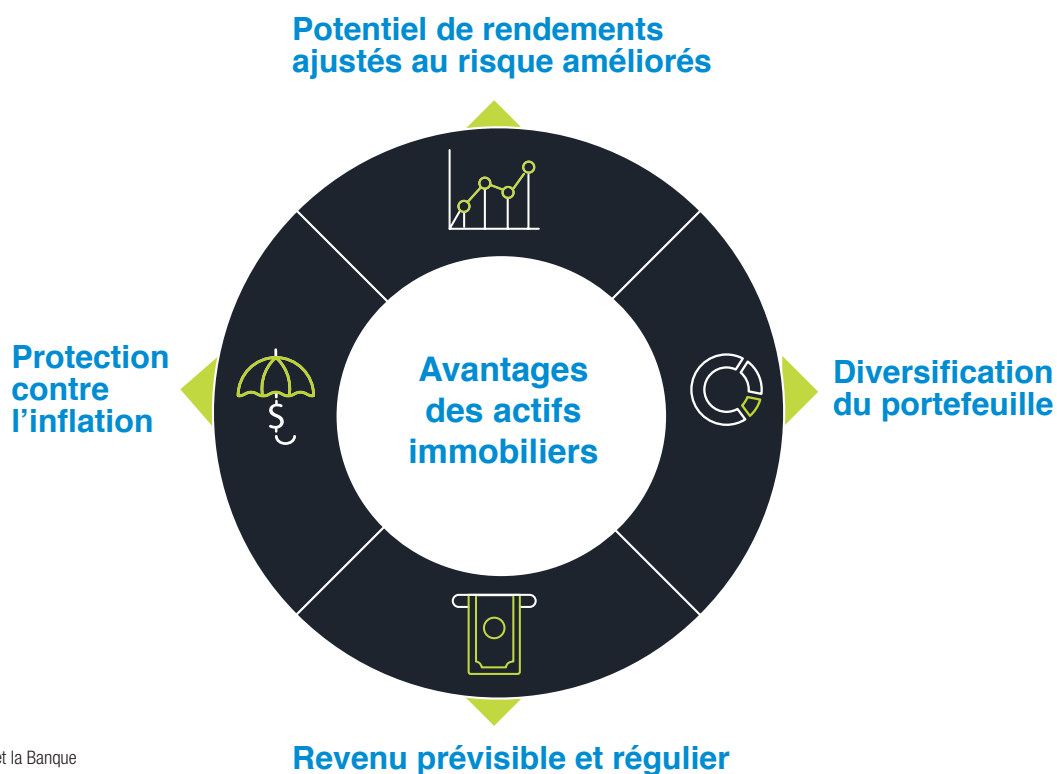 Potentiel de rendements
ajustés au risque améliorés
Protection
contre
l’inflation
Avantages
des actifs
immobiliers
Diversification
du portefeuille
$
Revenu prévisible et régulier
et la Banque